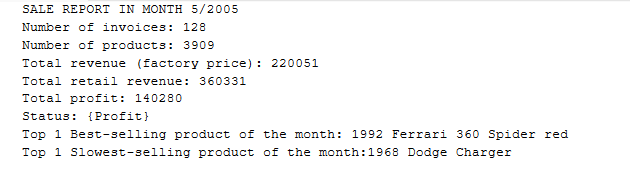 SALE REPORT IN MONTH 5/2005
Number of invoices: 128
Number of products: 3909
Total revenue (factory price): 220051
Total retail revenue: 360331
Total profit: 140280
Status: {Profit}
Top 1 Best-selling product of the month: 1992 Ferrari 360 Spider red
Top 1 Slowest-selling product of the month:1968 Dodge Charger